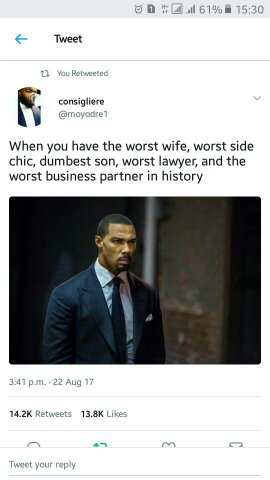 61% 15:30
Tweet
You Retweeted
consigliere
@moyodre1
When you have the worst wife, worst side
chic, dumbest son, worst lawyer, and the
worst business partner in history
3:41 p.m. · 22 Aug 17
14.2K Retweets 13.8K Likes
Tweet your reply